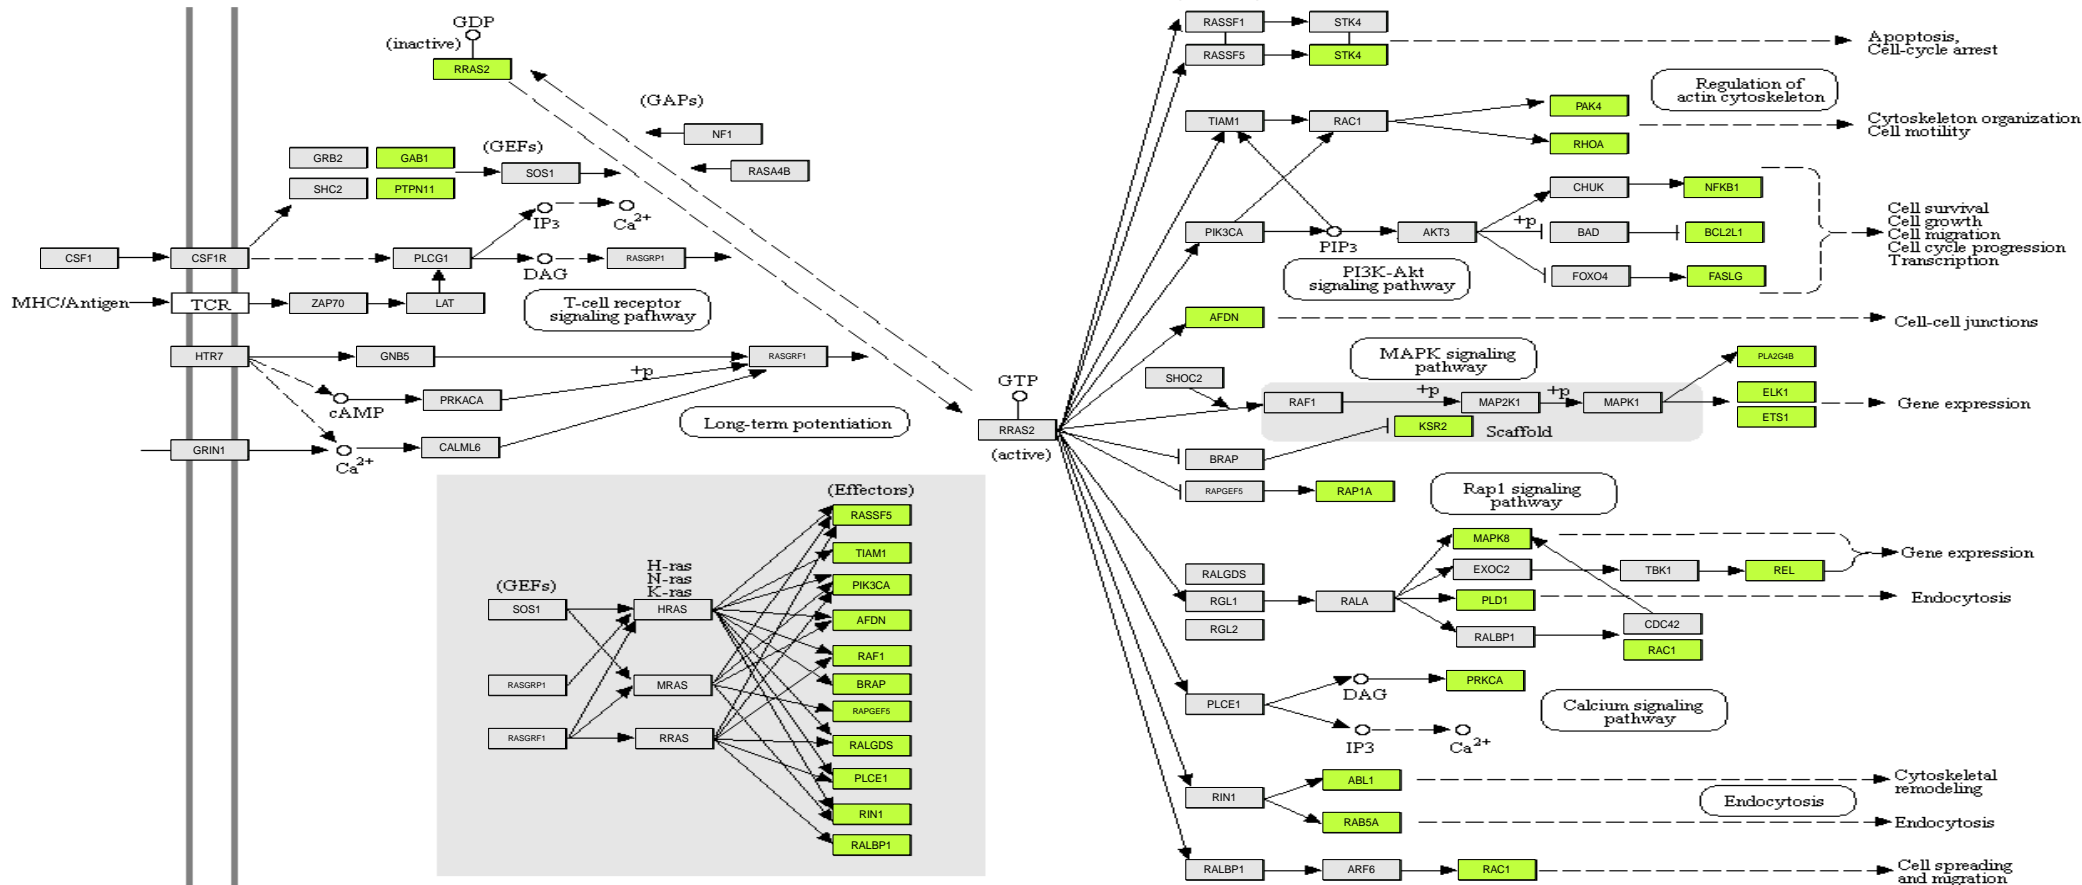 GDP
(inactive)
RRAS2
(GAPs)
NF1
RASA4B
(GEFs)
GRB2
GAB1
SOS1
SHC2
PTPN11
IP3
Ca2+
CSF1
CSF1R
PLCG1
DAG
RASGRP1
MHC/Antigen
TCR
ZAP70
LAT
T-cell receptor
signaling pathway
HTR7
GNB5
RASGRF1
+p
cAMP
PRKACA
Long-term potentiation
GRIN1
Ca2+
CALML6
GTP
RRAS2
(active)
(Effectors)
RASSF5
TIAM1
H-ras
N-ras
K-ras
(GEFs)
PIK3CA
SOS1
HRAS
AFDN
RAF1
RASGRP1
MRAS
BRAP
RAPGEF5
RASGRF1
RRAS
RALGDS
PLCE1
RIN1
RALBP1
RASSF1
STK4
RASSF5
STK4
Apoptosis,
Cell-cycle arrest
Regulation of
actin cytoskeleton
TIAM1
RAC1
PAK4
RHOA
Cytoskeleton organization
Cell motility
CHUK
NFKB1
PIK3CA
PIP3
AKT3
+p
BAD
BCL2L1
FOXO4
FASLG
Cell survival
Cell growth
Cell migration
Cell cycle progression
Transcription
PI3K-Akt
signaling pathway
AFDN
Cell-cell junctions
MAPK signaling
pathway
PLA2G4B
SHOC2
RAF1
+p
MAP2K1
+p
MAPK1
ELK1
ETS1
Gene expression
KSR2
Scaffold
BRAP
RAPGEF5
RAP1A
Rap1 signaling
pathway
MAPK8
Gene expression
RALGDS
EXOC2
TBK1
REL
RGL1
RALA
PLD1
Endocytosis
RGL2
RALBP1
CDC42
RAC1
DAG
PRKCA
PLCE1
Calcium signaling
pathway
IP3
Ca2+
RIN1
ABL1
Cytoskeletal
remodeling
Endocytosis
RAB5A
Endocytosis
RALBP1
ARF6
RAC1
Cell spreading
and migration